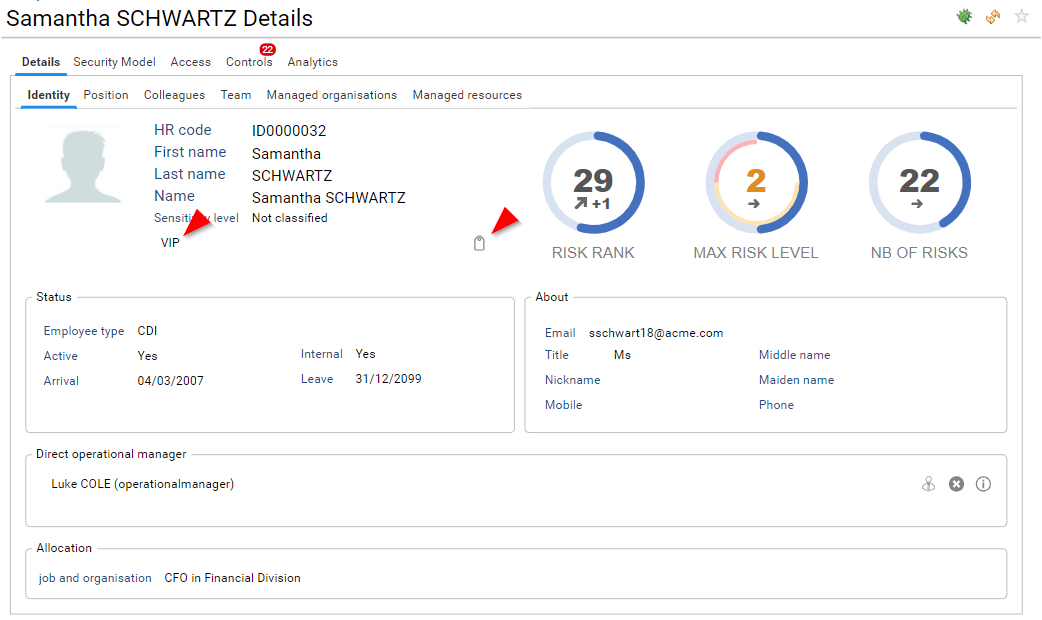 Samantha SCHWARTZ Details
22
Details Security Model Access Controls Analytics
Identity Position Colleagues Team Managed organisations Managed resources
HR code ID0000032
First name Samantha
Last name SCHWARTZ
Name Samantha SCHWARTZ
Sensitivity level Not classified
VIP
29
+1
RISK RANK
2
MAX RISK LEVEL
22
NB OF RISKS
Status
Employee type CDI
Active Yes Internal Yes
Arrival 04/03/2007 Leave 31/12/2099
About
Email sschwart18@acme.com
Title Ms Middle name
Nickname Maiden name
Mobile Phone
Direct operational manager
Luke COLE (operationalmanager)
Allocation
job and organisation CFO in Financial Division